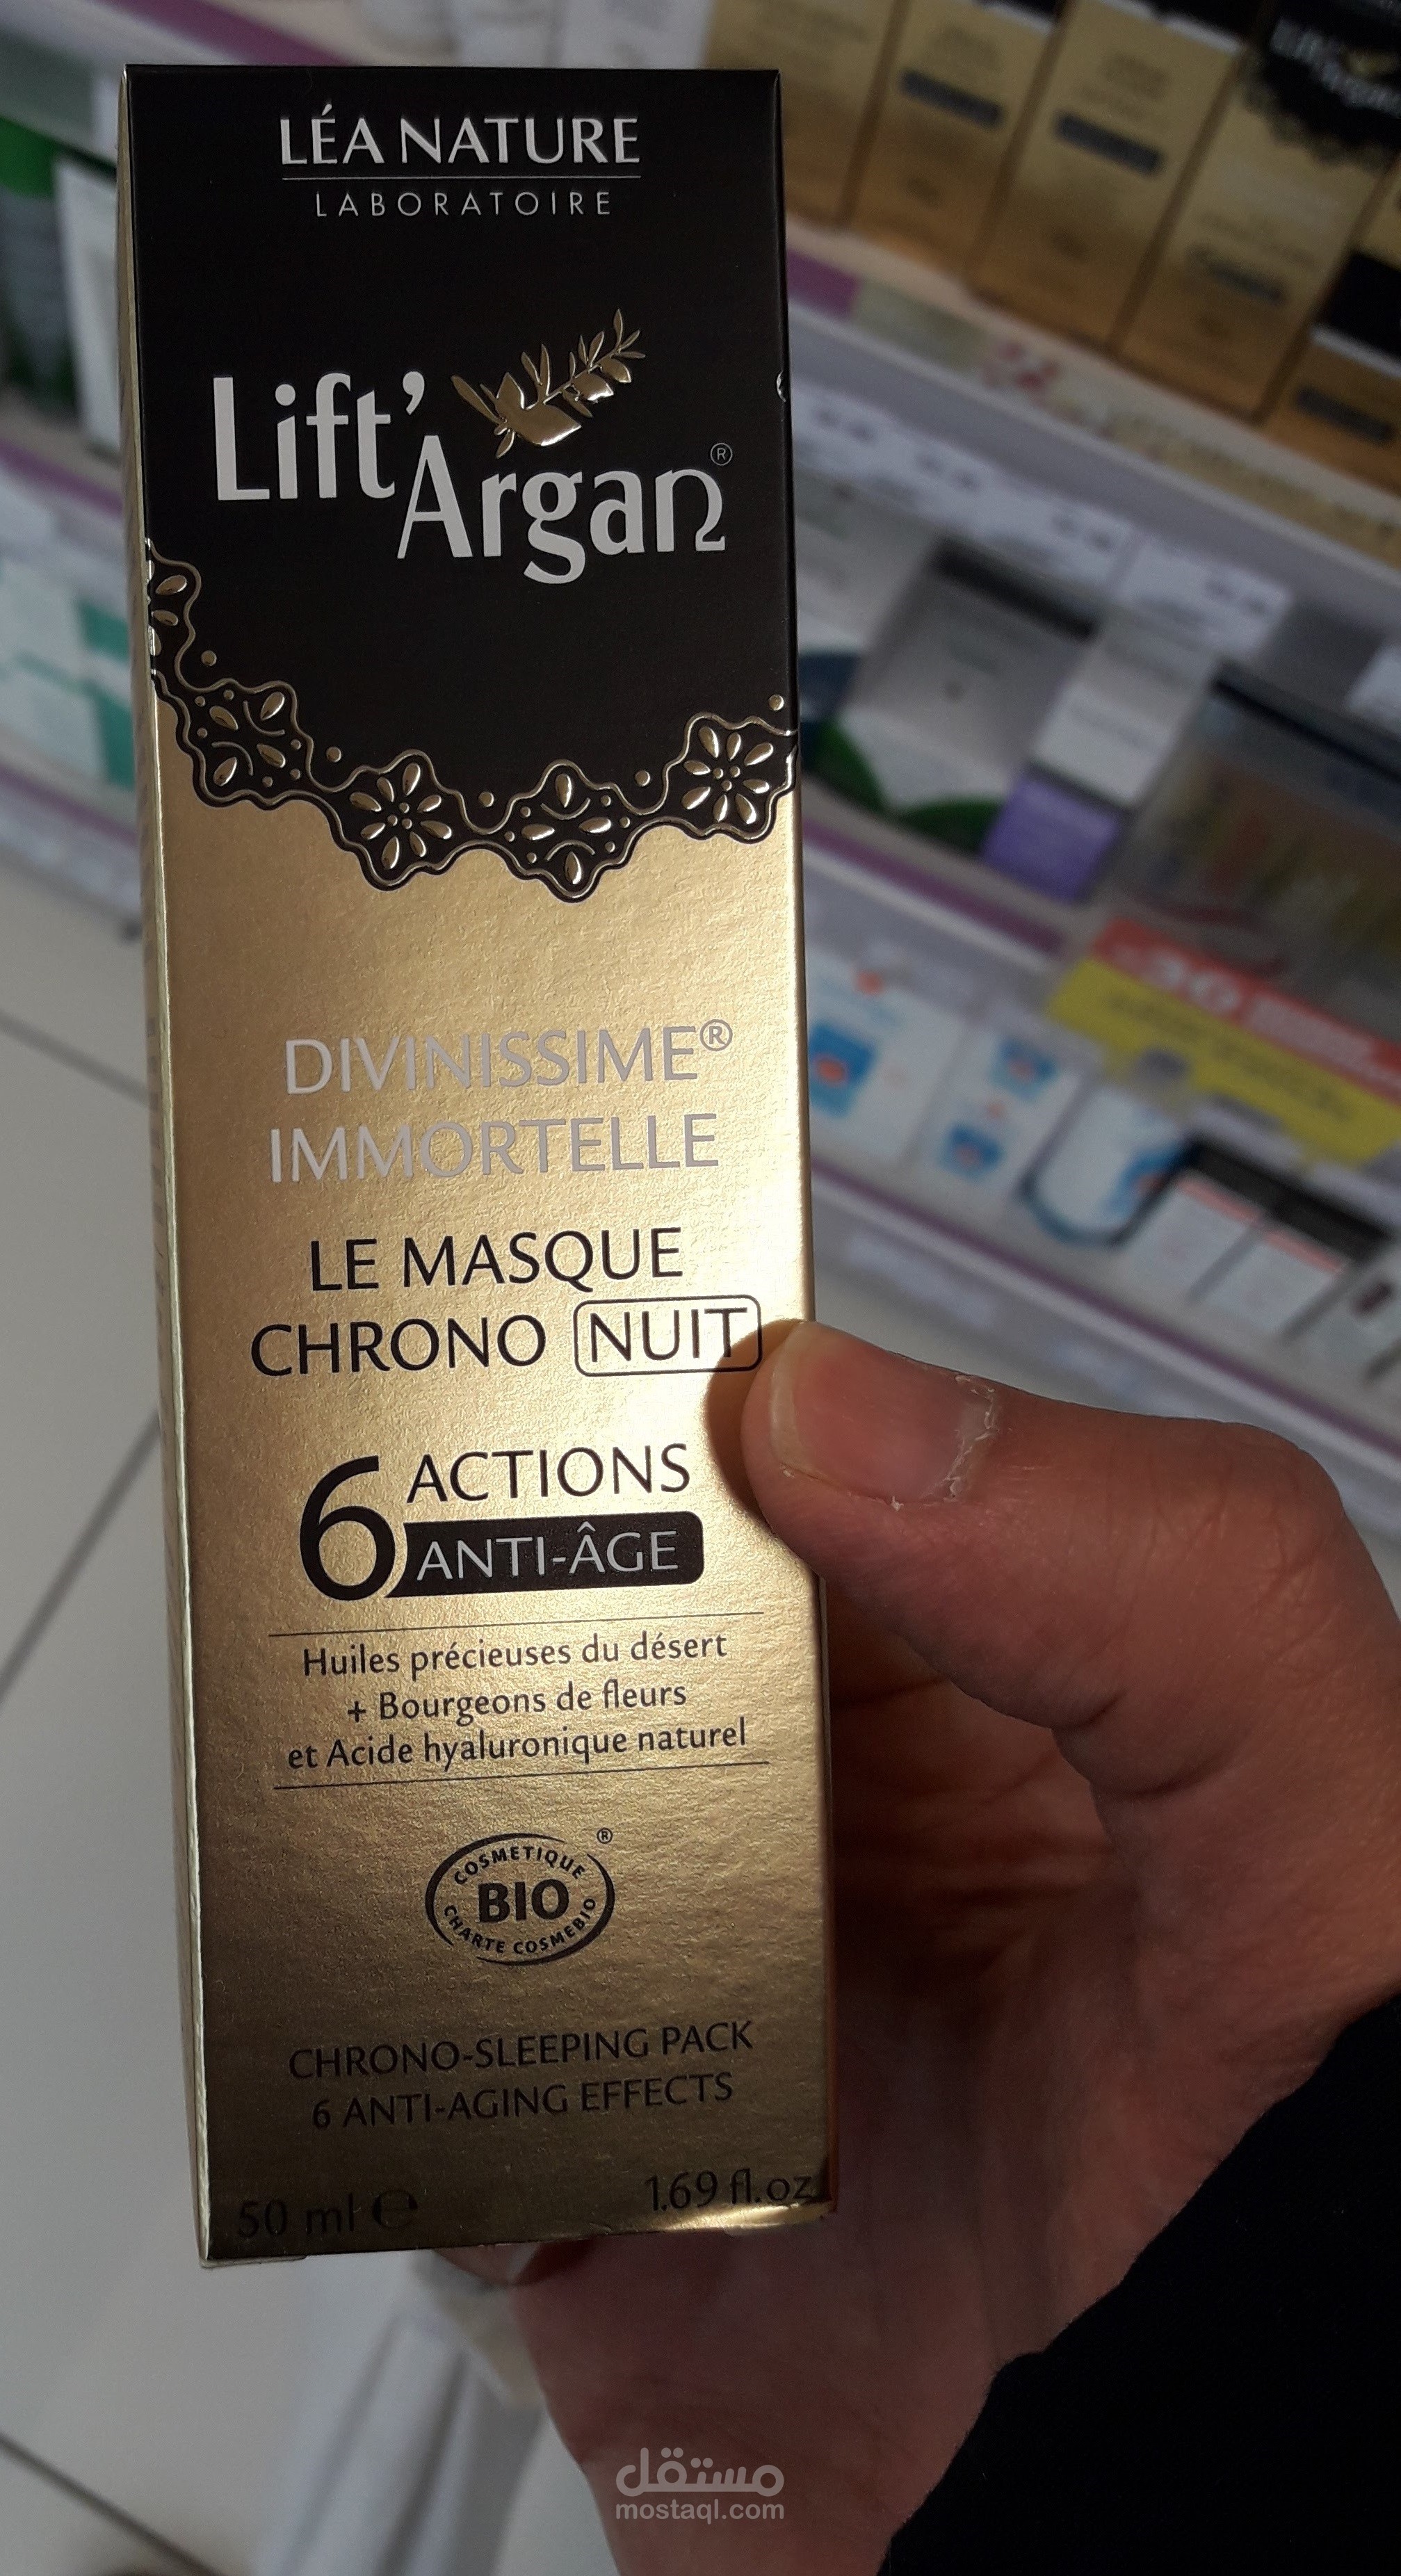 LÉA NATURE
LABORATOIRE
Lift'Argan®
DIVINISSIME®
IMMORTELLE
LE MASQUE
CHRONO NUIT
6 ACTIONS
ANTI-ÂGE
Huiles précieuses du désert
+ Bourgeons de fleurs
et Acide hyaluronique naturel
®
COSMETIQUE
BIO
CHARTE COSMEBIO
CHRONO-SLEEPING PACK
6 ANTI-AGING EFFECTS
50 ml ℮ 1.69 fl.oz
مستقل
mostaql.com